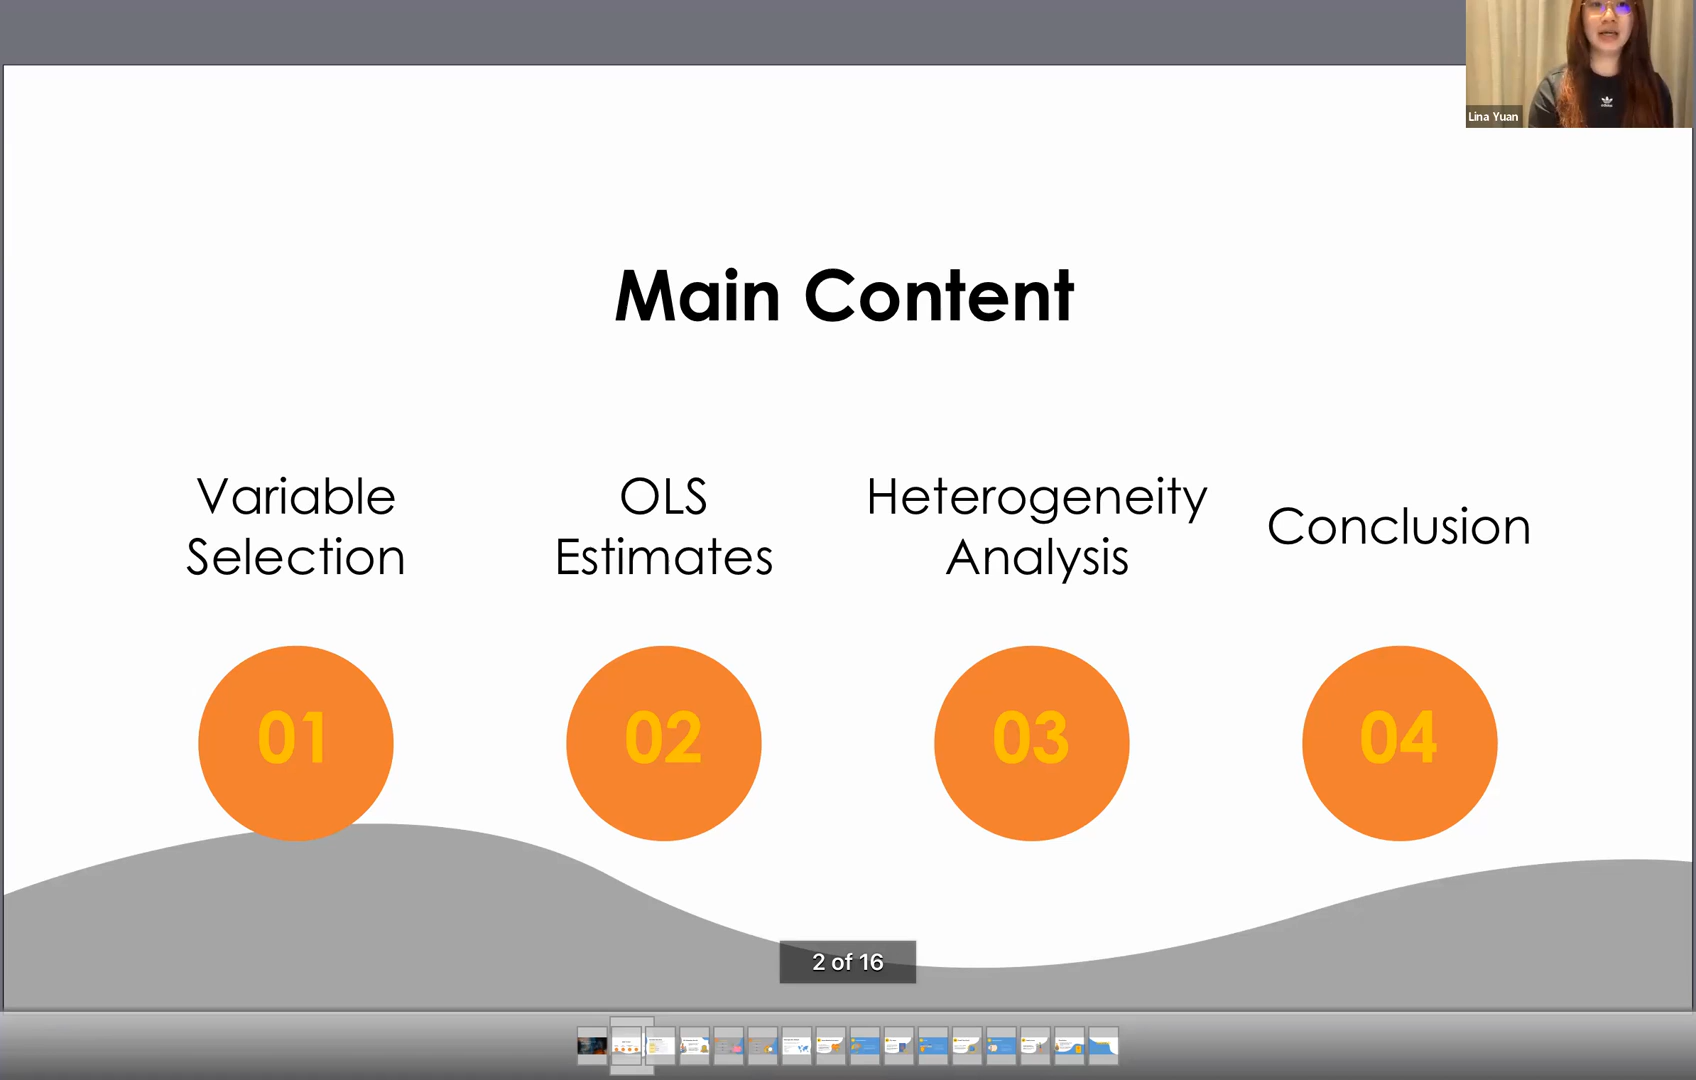 Lina Yuan
Main Content
Variable
Selection
OLS
Estimates
Heterogeneity
Analysis
Conclusion
01
02
03
04
2 of 16